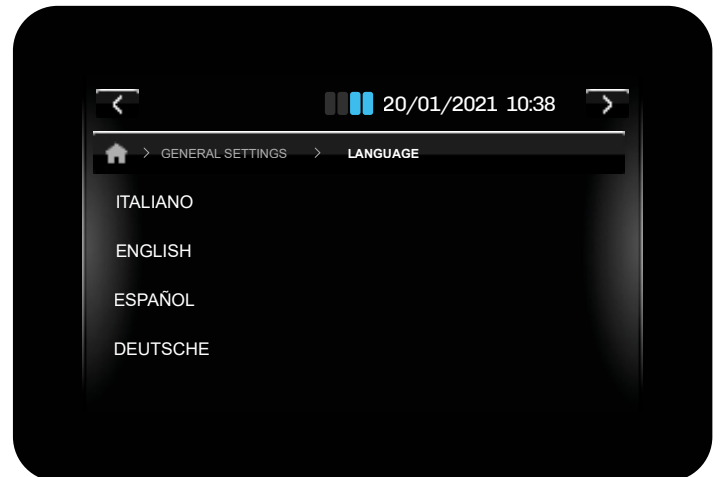 20/01/2021 10:38
GENERAL SETTINGS > LANGUAGE
ITALIANO
ENGLISH
ESPAÑOL
DEUTSCHE